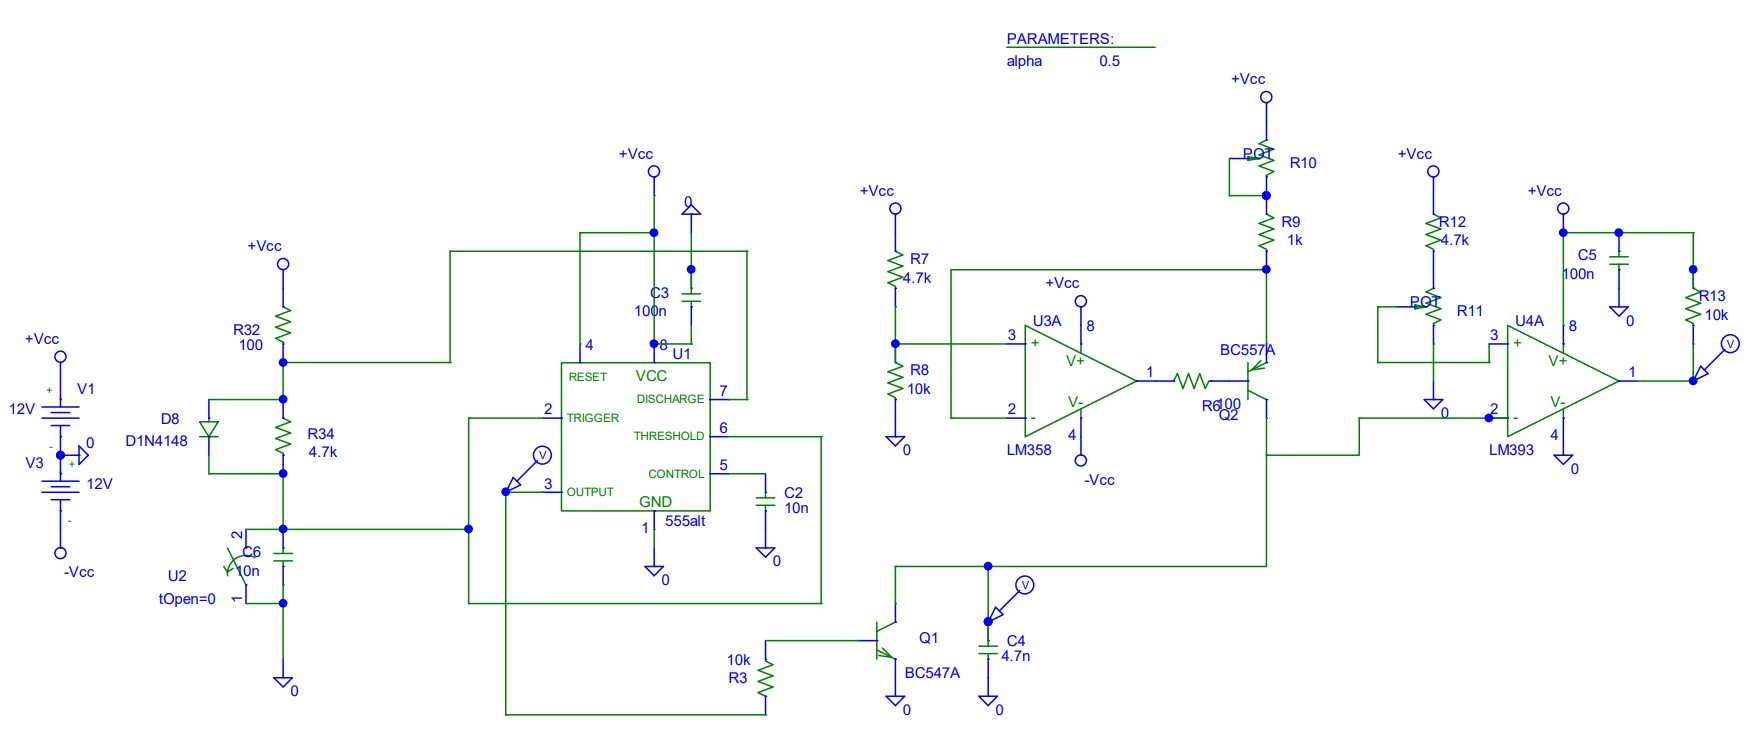 PARAMETERS:
alpha 0.5
+Vcc
POT
R10
R9
1k
+Vcc
R12
4.7k
POT
R11
0
+Vcc
C5
100n
0
R13
10k
V
U4A
3
+
8
V+
1
V-
2
-
4
LM393
0
+Vcc
R7
4.7k
R8
10k
0
+Vcc
U3A
3
+
8
V+
1
V-
2
-
4
LM358
-Vcc
R6
100
BC557A
Q2
+Vcc
0
C3
100n
4
8
U1
RESET
VCC
DISCHARGE
7
2
TRIGGER
THRESHOLD
6
CONTROL
5
3
OUTPUT
GND
1
555alt
0
C2
10n
0
V
+Vcc
R32
100
D8
D1N4148
R34
4.7k
2
C6
10n
U2
tOpen=0
1
0
+Vcc
+
V1
12V
-
0
V3
+
12V
-
-Vcc
10k
R3
Q1
BC547A
0
V
C4
4.7n
0